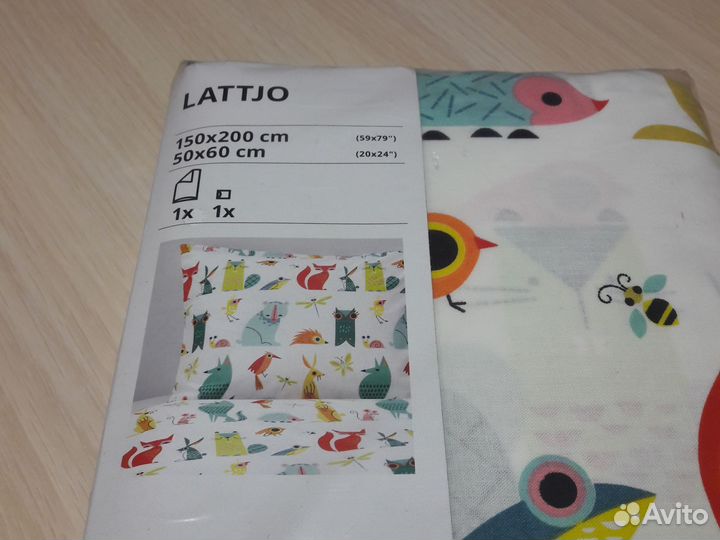 LATTJO
150x200 cm (59x79")
50x60 cm (20x24")
1x 1x
Avito